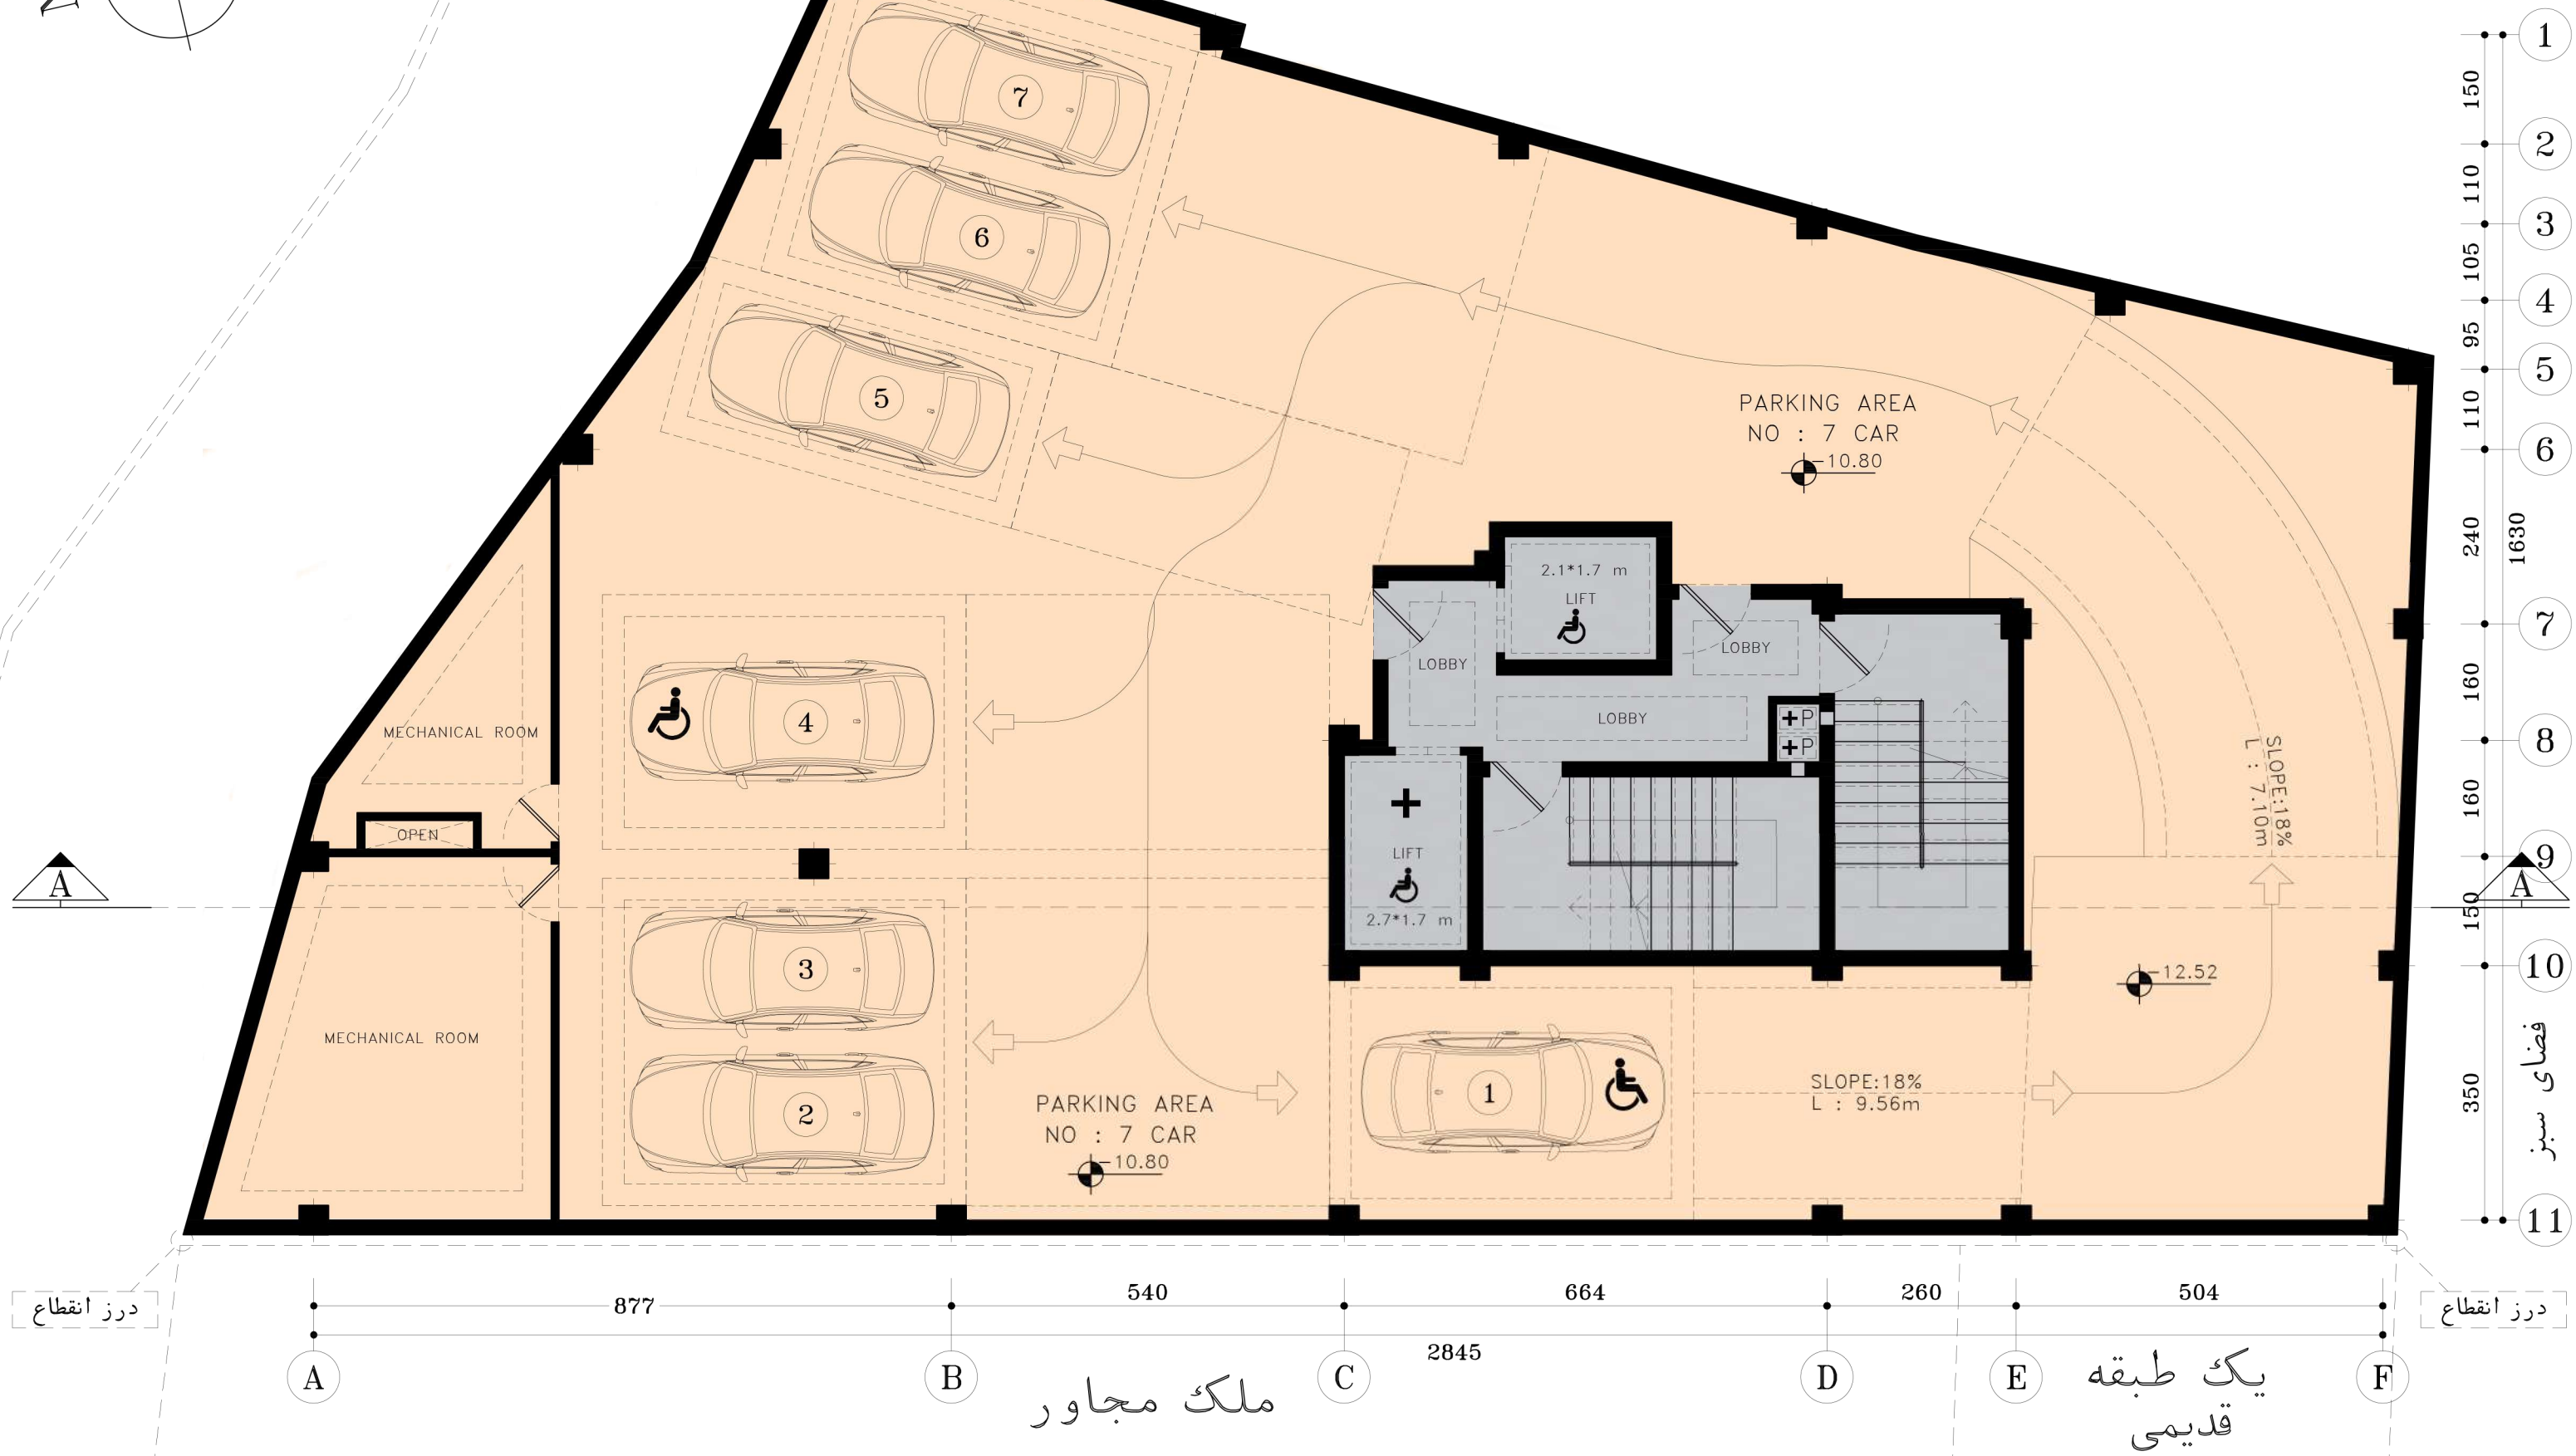 1
150
2
110
3
105
4
95
5
110
6
240
1630
7
160
8
160
9
A
150
10
350
11
فضای سبز
7
6
5
PARKING AREA
NO : 7 CAR
-10.80
2.1*1.7 m
LIFT
LOBBY
LOBBY
LOBBY
+P
+P
4
MECHANICAL ROOM
OPEN
A
SLOPE:18%
L : 7.10m
LIFT
2.7*1.7 m
3
-12.52
MECHANICAL ROOM
2
1
SLOPE:18%
L : 9.56m
PARKING AREA
NO : 7 CAR
-10.80
درز انقطاع
877
540
664
260
504
درز انقطاع
2845
A
B
C
D
E
F
ملک مجاور
یک طبقه
قدیمی